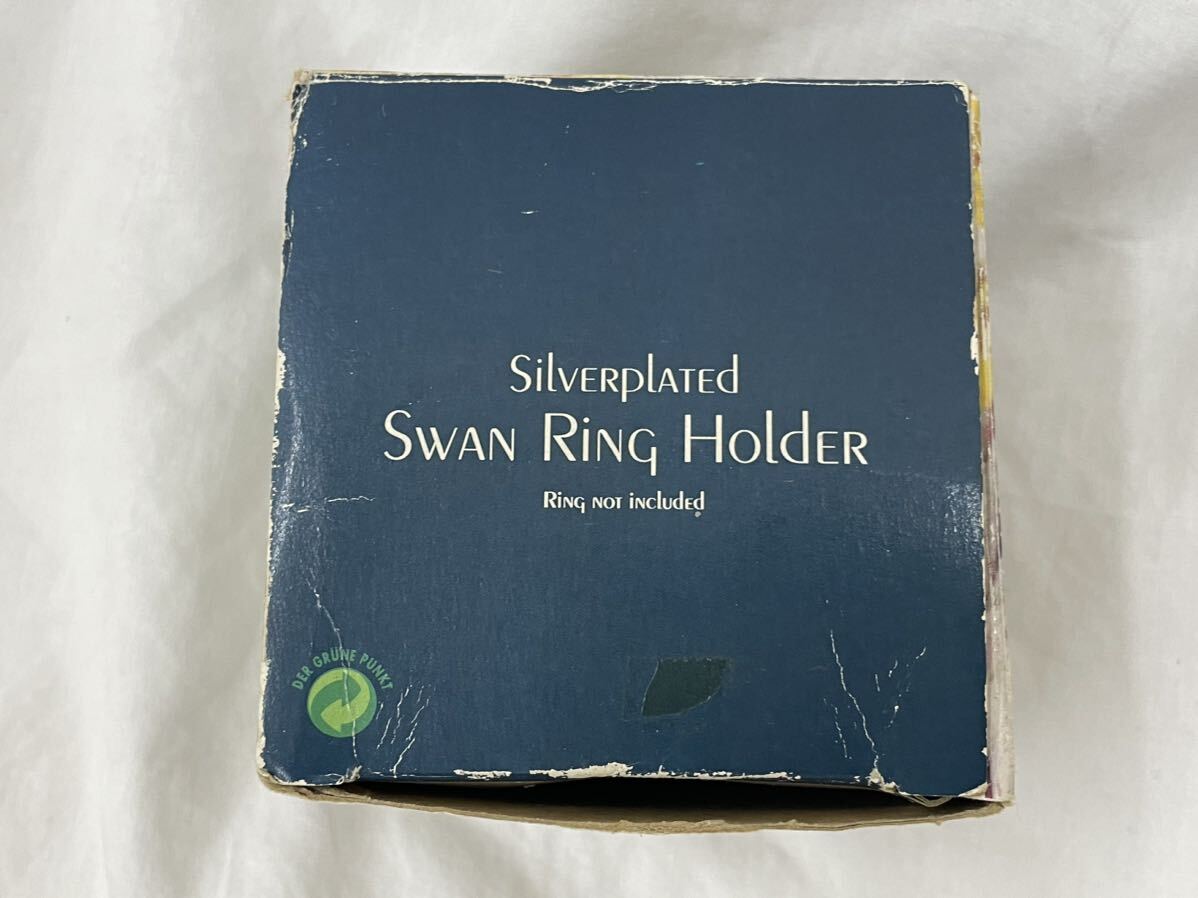 Silverplated
Swan Ring Holder
Ring not included
DER GRÜNE PUNKT